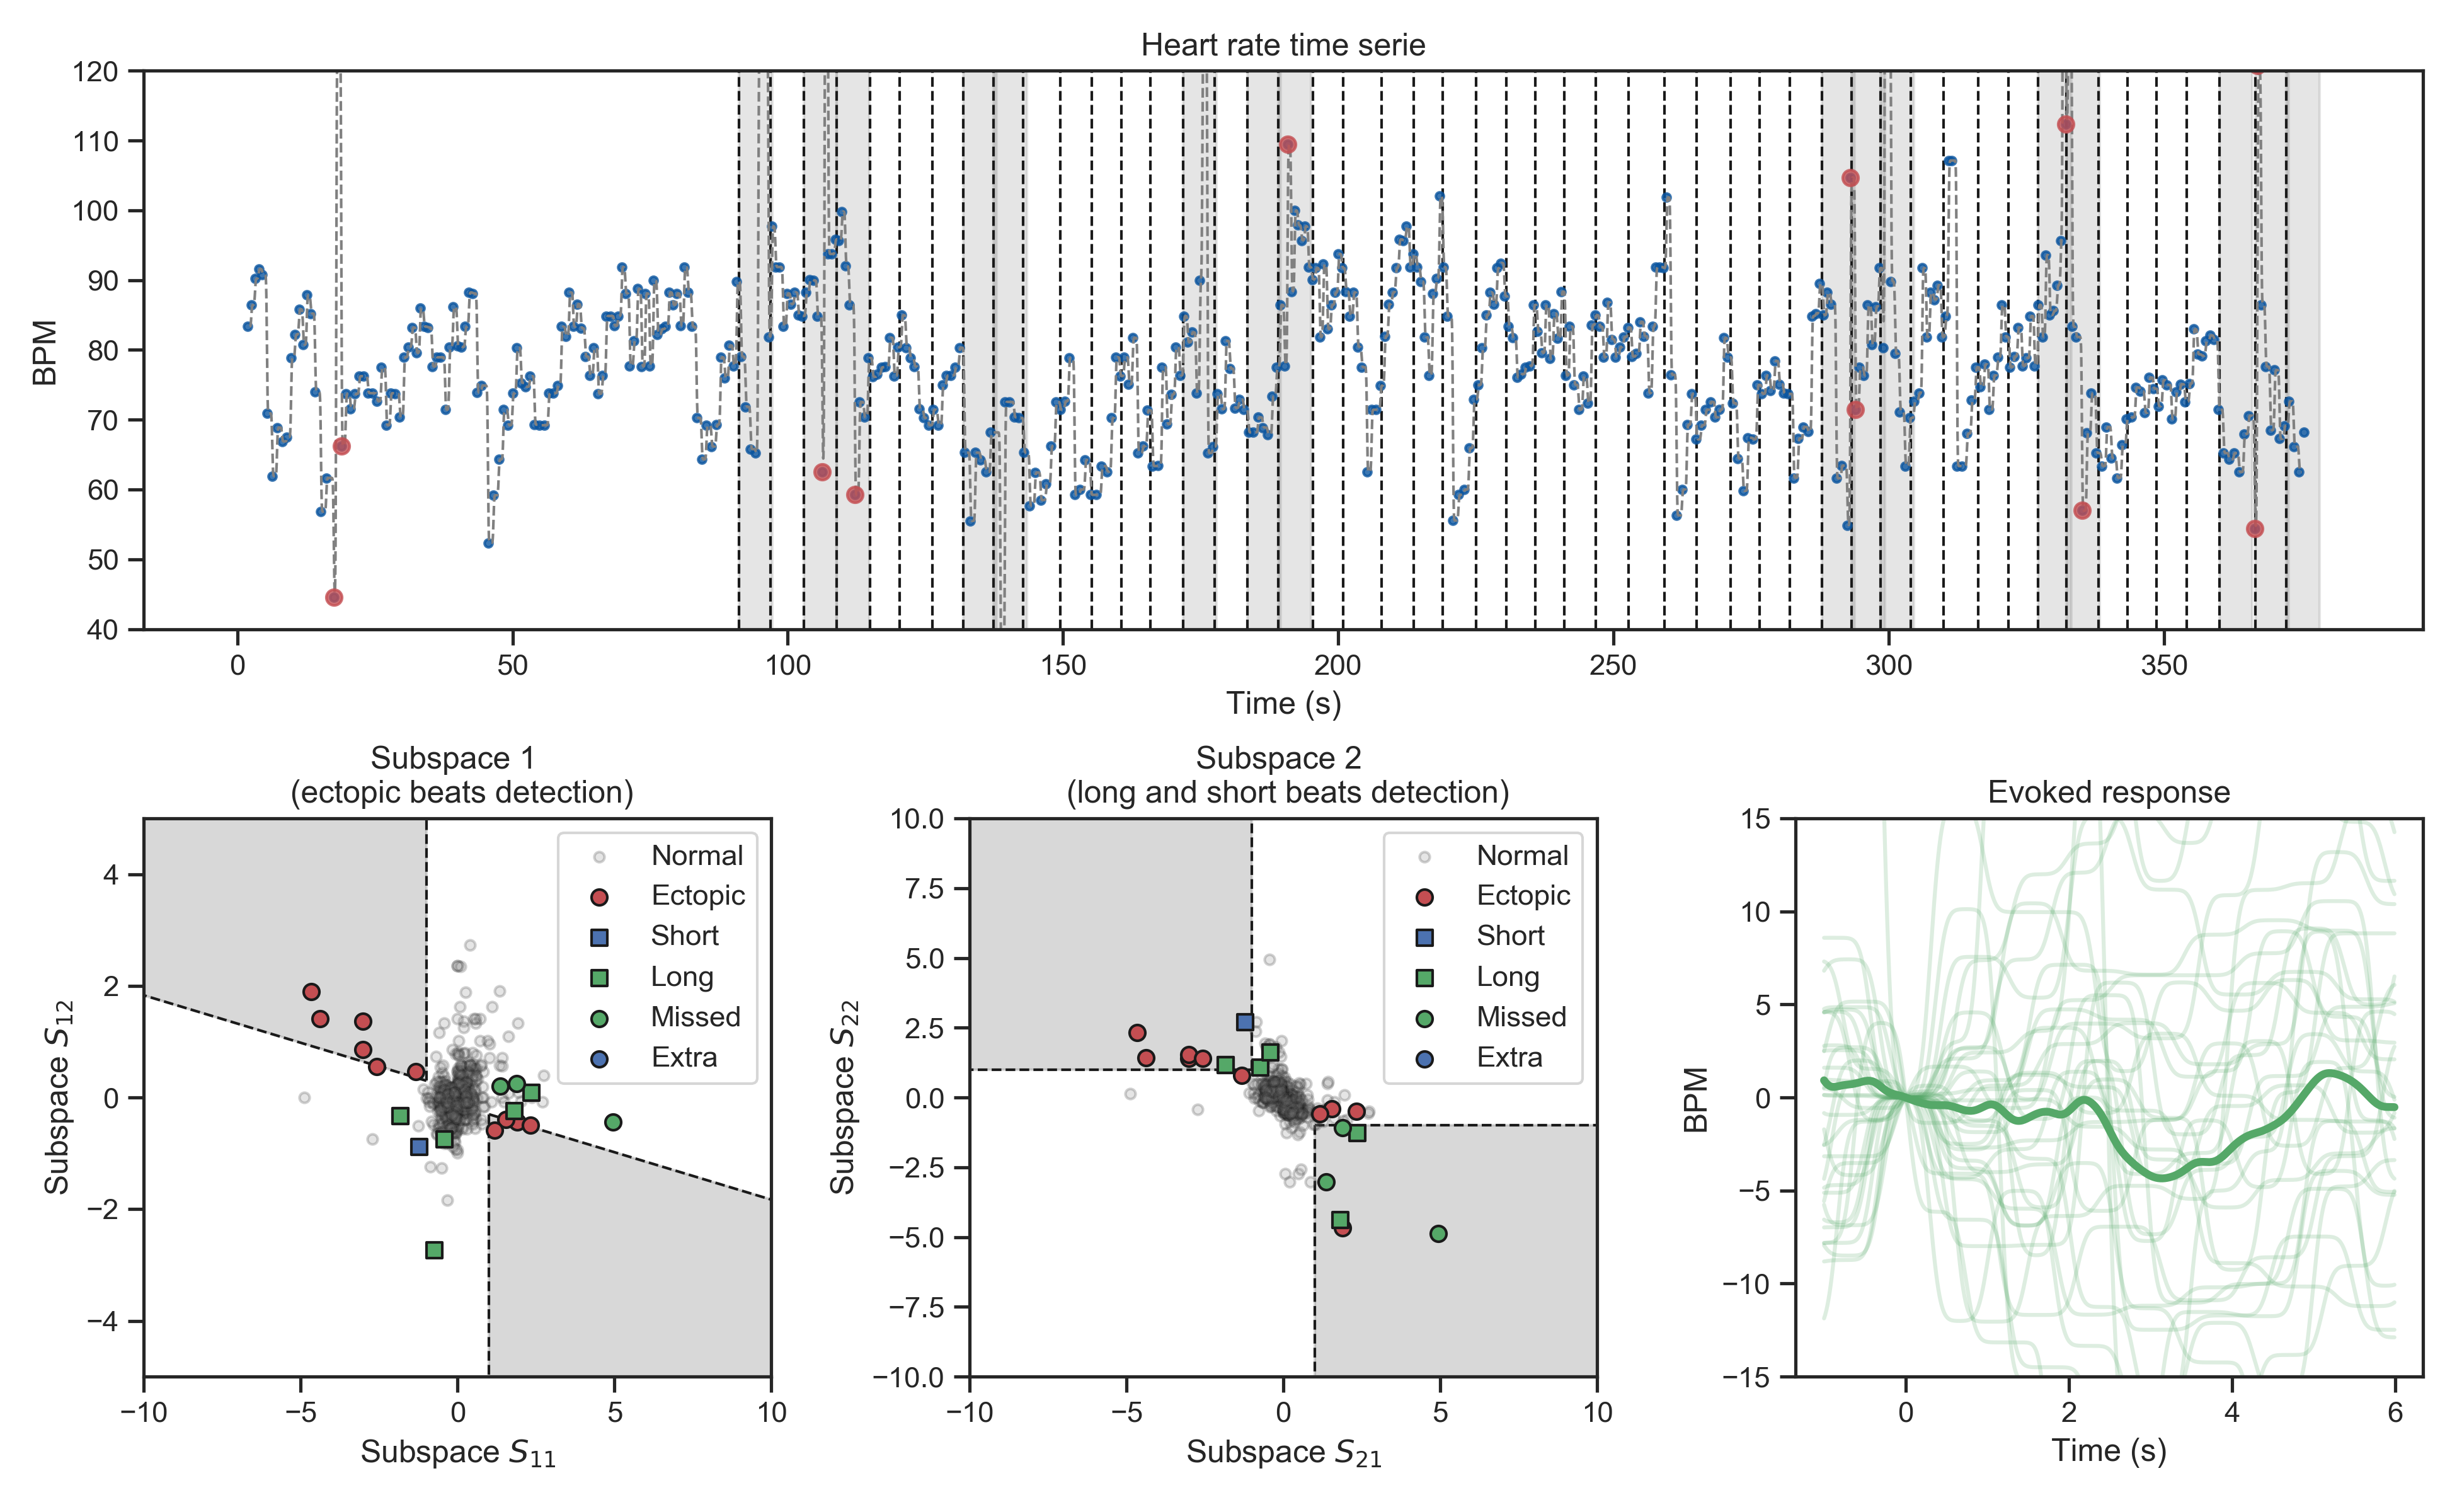 Heart rate time serie
120
110
100
90
80
70
60
50
40
BPM
0 50 100 150 200 250 300 350
Time (s)
Subspace 1
(ectopic beats detection)
4
2
0
−2
−4
Subspace S12
Normal
Ectopic
Short
Long
Missed
Extra
−10 −5 0 5 10
Subspace S11
Subspace 2
(long and short beats detection)
10.0
7.5
5.0
2.5
0.0
−2.5
−5.0
−7.5
−10.0
Subspace S22
Normal
Ectopic
Short
Long
Missed
Extra
−10 −5 0 5 10
Subspace S21
Evoked response
15
10
5
0
−5
−10
−15
BPM
0 2 4 6
Time (s)